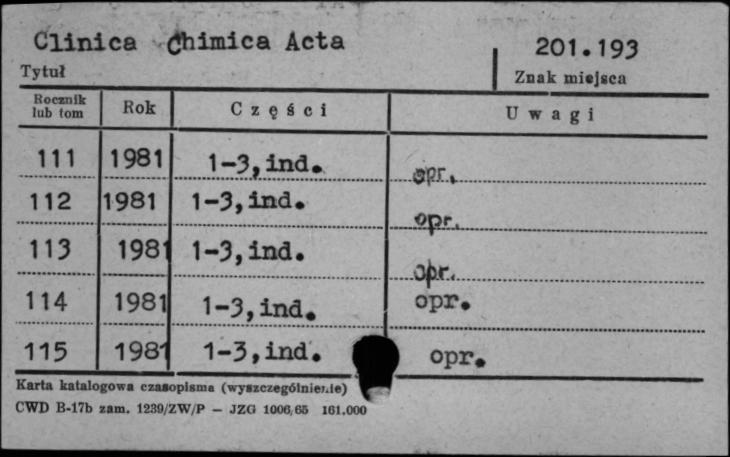 Clinica Chimica Acta 201.193
Tytuł Znak miejsca
Rocznik lub tom Rok Części Uwagi
111 1981 1-3,ind. opr.
112 1981 1-3,ind. opr.
113 1981 1-3,ind. opr.
114 1981 1-3,ind. opr.
115 1981 1-3,ind. opr.
Karta katalogowa czasopisma (wyszczególnienie)
CWD B-17b zam. 1239/ZW/P — JZG 1006/65 161.000